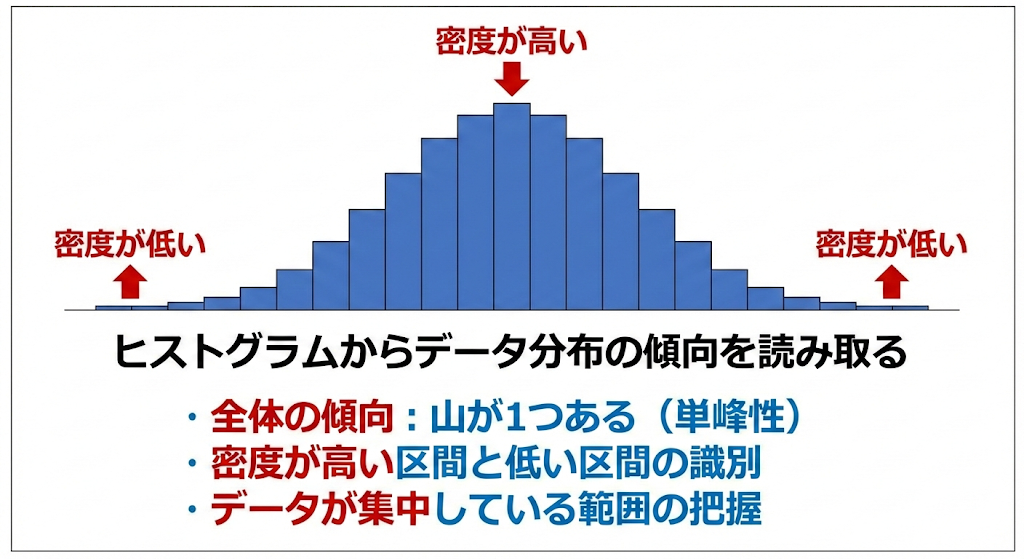 密度が高い
密度が低い
密度が低い
ヒストグラムからデータ分布の傾向を読み取る
・全体の傾向：山が1つある（単峰性）
・密度が高い区間と低い区間の識別
・データが集中している範囲の把握